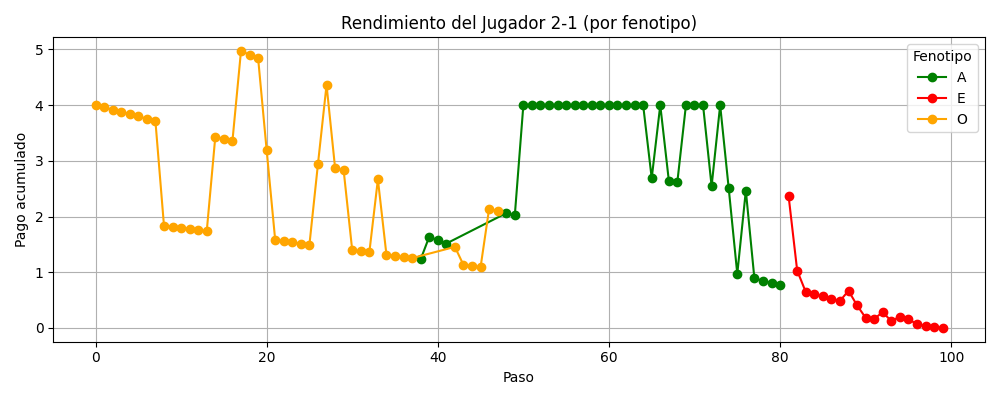 Rendimiento del Jugador 2-1 (por fenotipo)
Pago acumulado
5
4
3
2
1
0
Fenotipo
A
E
O
0 20 40 60 80 100
Paso